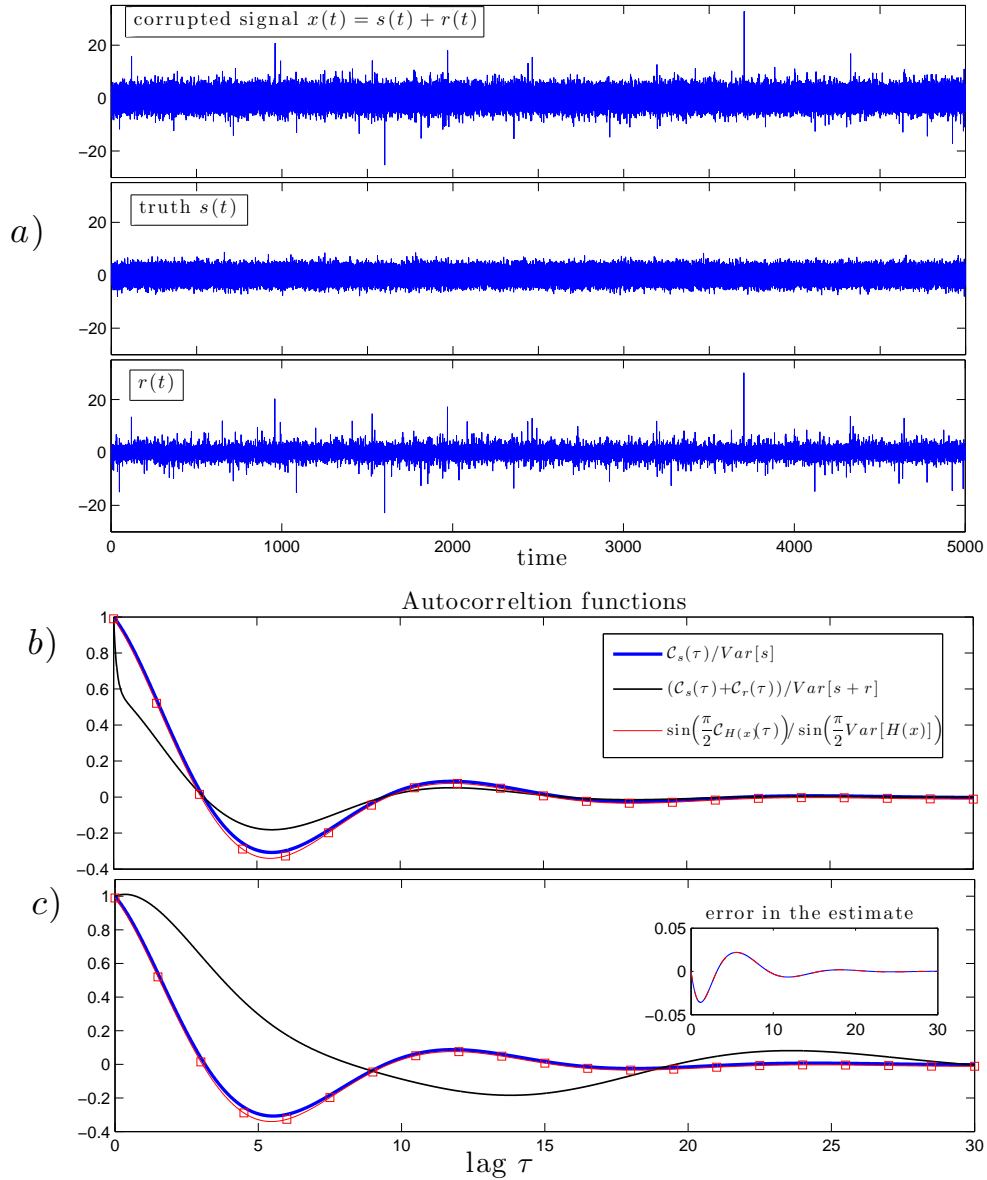 corrupted signal x(t) = s(t) + r(t)
20
0
−20
a)
truth s(t)
20
0
−20
r(t)
20
0
−20
0 1000 2000 3000 4000 5000
time
Autocorreltion functions
b)
1
0.8
0.6
0.4
0.2
0
−0.2
−0.4
C_s(τ)/Var[s]
(C_s(τ)+C_r(τ))/Var[s + r]
sin(π/2 C_{H(x)}(τ))/sin(π/2 Var[H(x)])
c)
1
0.8
0.6
0.4
0.2
0
−0.2
−0.4
error in the estimate
0.05
0
−0.05
0 10 20 30
0 5 10 15 20 25 30
lag τ